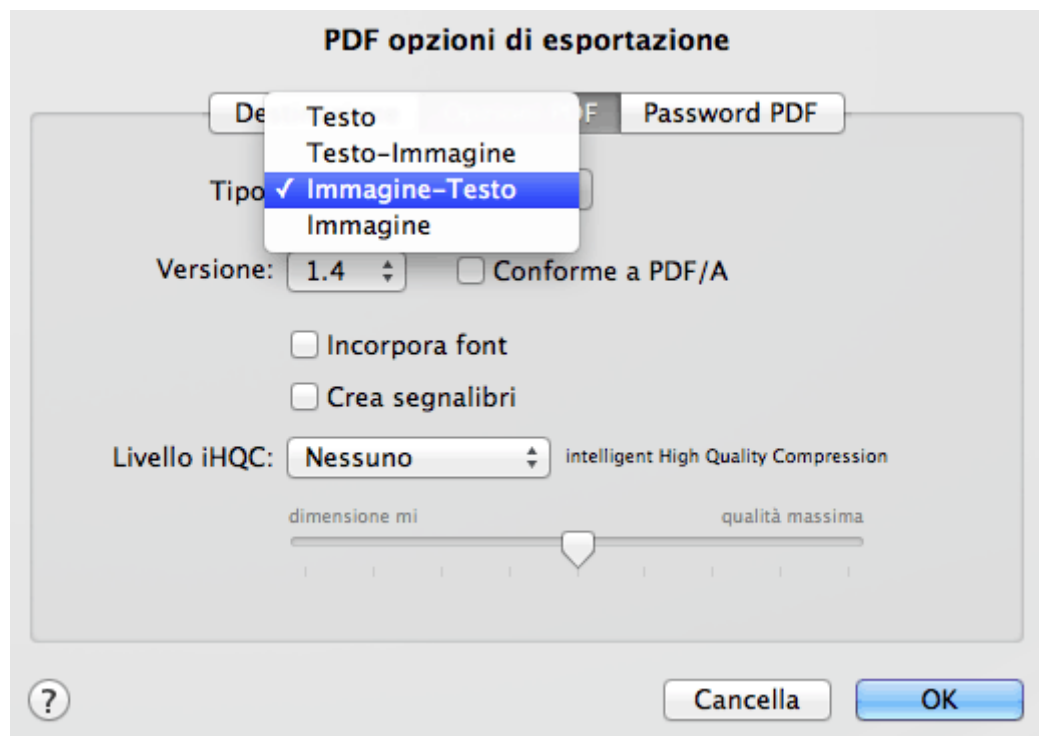 PDF opzioni di esportazione
Password PDF
Testo
Testo-Immagine
Tipo ✓ Immagine-Testo
Immagine
Versione: 1.4 Conforme a PDF/A
Incorpora font
Crea segnalibri
Livello iHQC: Nessuno intelligent High Quality Compression
dimensione mi qualità massima
? Cancella OK